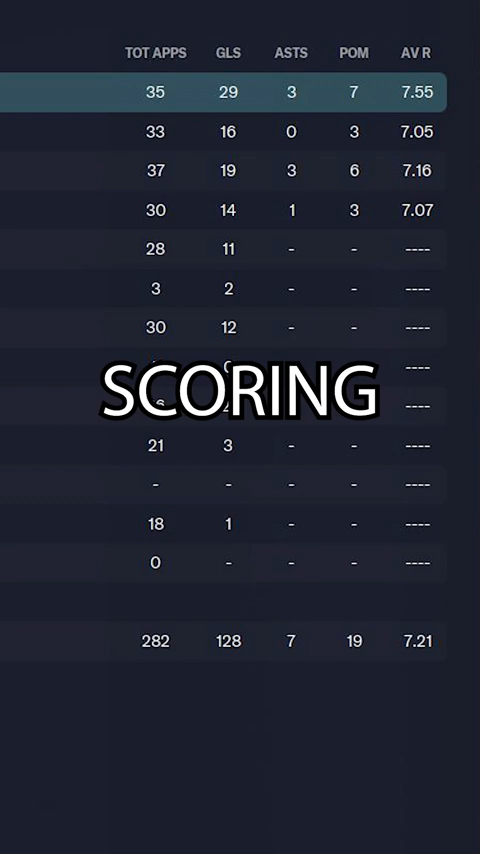 TOT APPS GLS ASTS POM AV R
35 29 3 7 7.55
33 16 0 3 7.05
37 19 3 6 7.16
30 14 1 3 7.07
28 11 - - ----
3 2 - - ----
30 12 - - ----
- - ----
SCORING
- - ----
21 3 - - ----
- - - - ----
18 1 - - ----
0 - - - ----
282 128 7 19 7.21